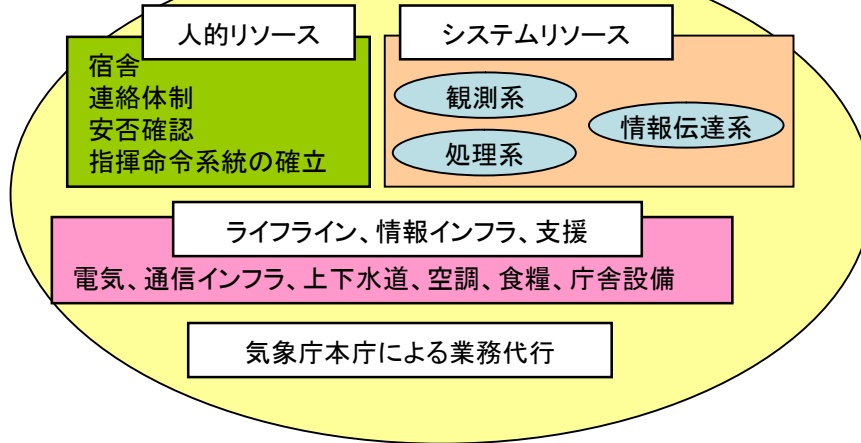 人的リソース
宿舎
連絡体制
安否確認
指揮命令系統の確立
システムリソース
観測系
処理系
情報伝達系
ライフライン、情報インフラ、支援
電気、通信インフラ、上下水道、空調、食糧、庁舎設備
気象庁本庁による業務代行